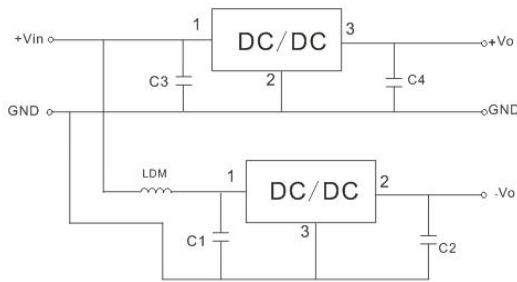 1
DC/DC
3
+Vin
+Vo
C3
2
C4
GND
GND
LDM
1
DC/DC
2
-Vo
C1
3
C2